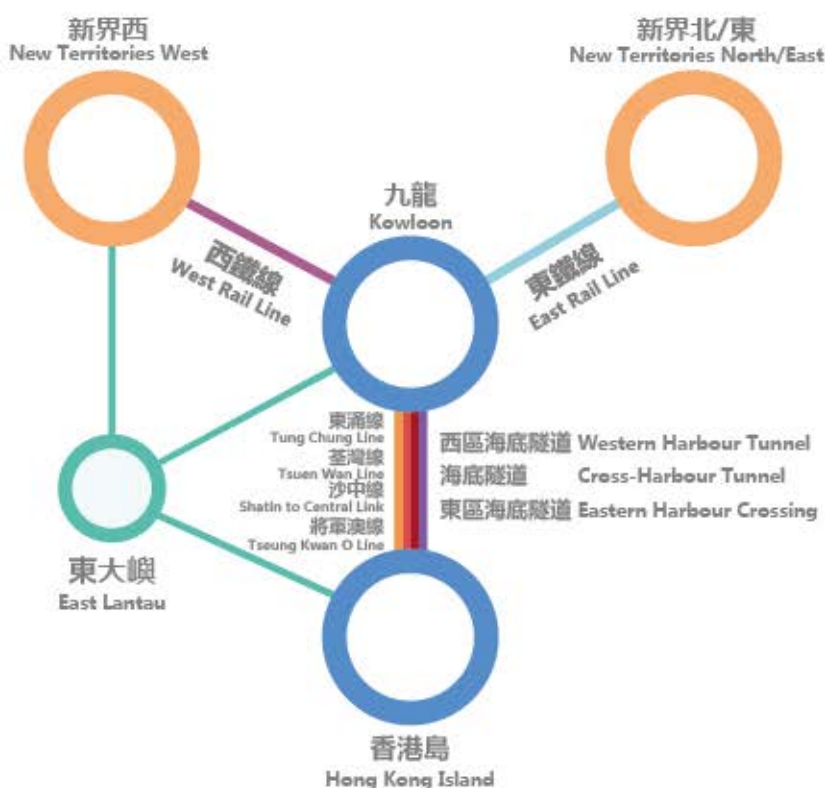 新界西
New Territories West
新界北/東
New Territories North/East
九龍
Kowloon
西鐵線
West Rail Line
東鐵線
East Rail Line
東涌線
Tung Chung Line
荃灣線
Tsuen Wan Line
沙中線
Shatin to Central Link
將軍澳線
Tseung Kwan O Line
西區海底隧道 Western Harbour Tunnel
海底隧道 Cross-Harbour Tunnel
東區海底隧道 Eastern Harbour Crossing
東大嶼
East Lantau
香港島
Hong Kong Island